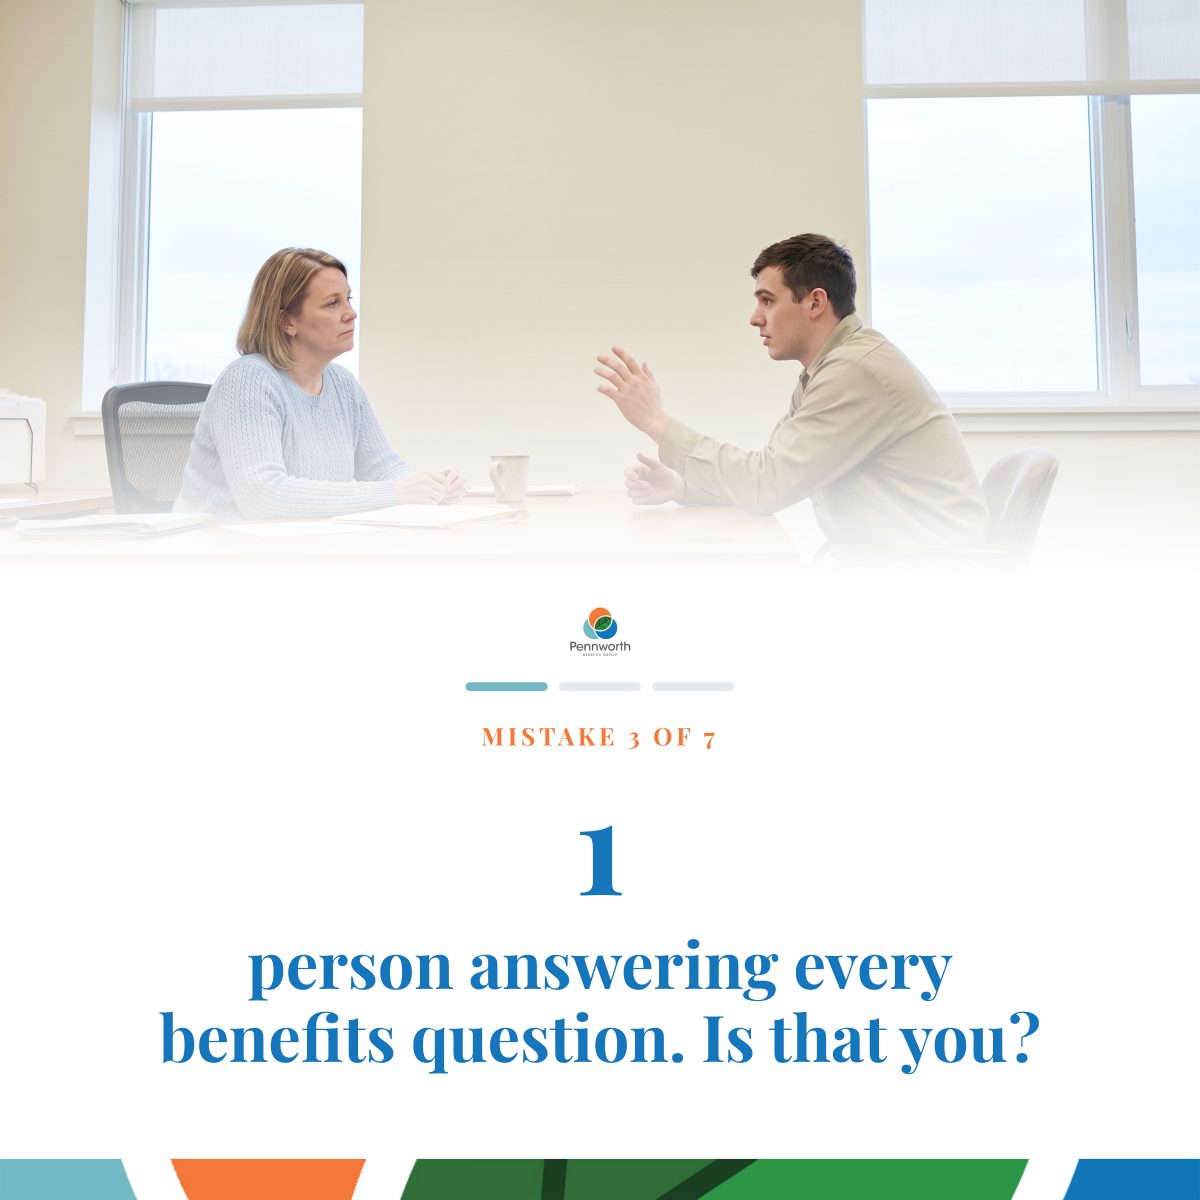 Pennworth
BENEFITS GROUP
MISTAKE 3 OF 7
1
person answering every
benefits question. Is that you?